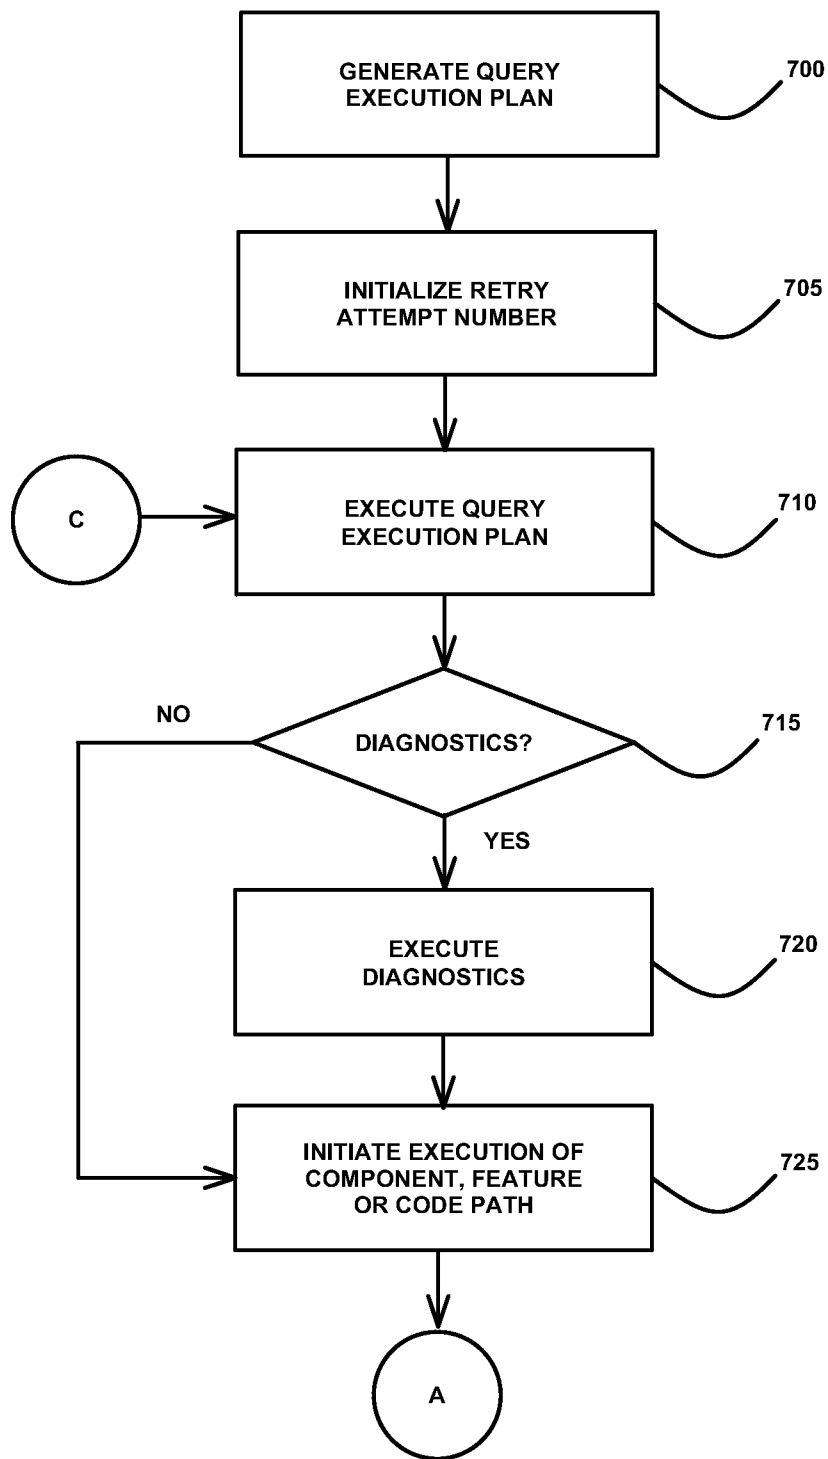 GENERATE QUERY
EXECUTION PLAN
700
INITIALIZE RETRY
ATTEMPT NUMBER
705
C
EXECUTE QUERY
EXECUTION PLAN
710
NO
DIAGNOSTICS?
715
YES
EXECUTE
DIAGNOSTICS
720
INITIATE EXECUTION OF
COMPONENT, FEATURE
OR CODE PATH
725
A